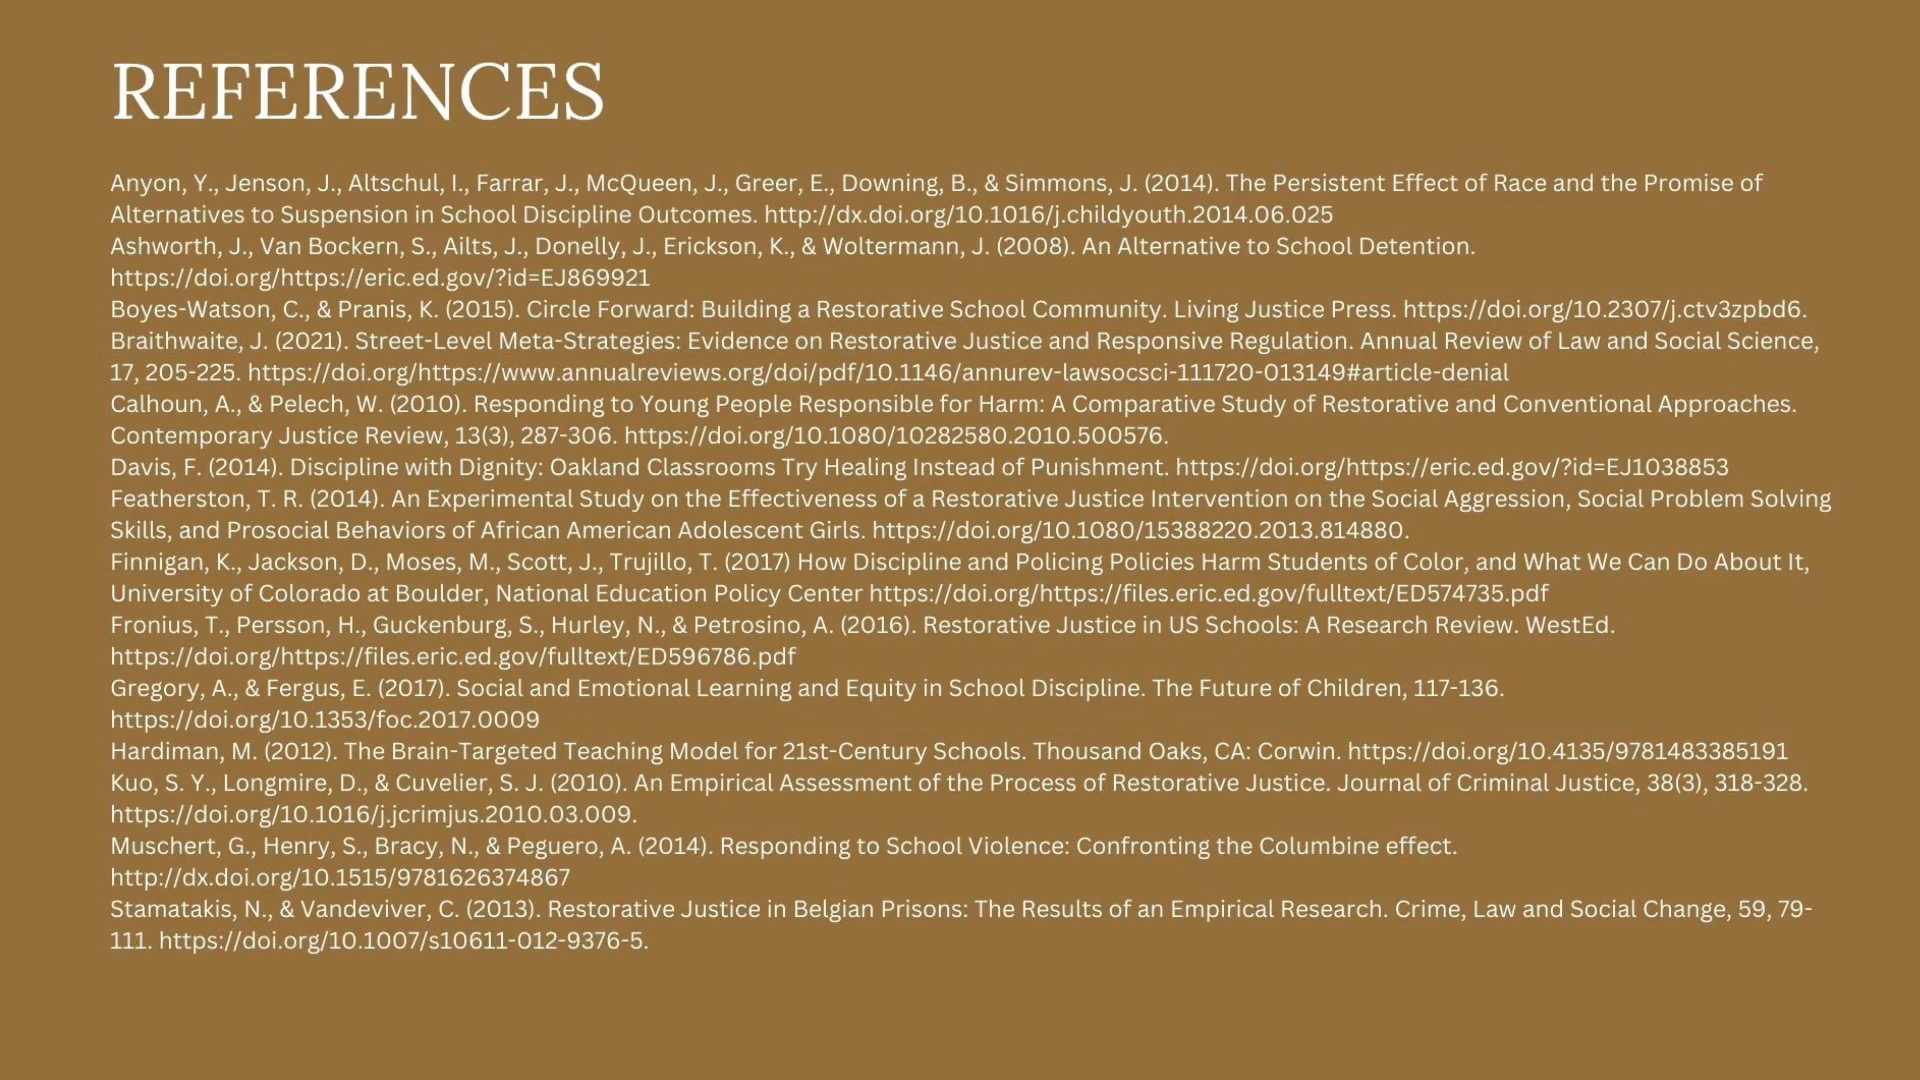 REFERENCES
Anyon, Y., Jenson, J., Altschul, I., Farrar, J., McQueen, J., Greer, E., Downing, B., & Simmons, J. (2014). The Persistent Effect of Race and the Promise of
Alternatives to Suspension in School Discipline Outcomes. http://dx.doi.org/10.1016/j.childyouth.2014.06.025
Ashworth, J., Van Bockern, S., Ailts, J., Donelly, J., Erickson, K., & Woltermann, J. (2008). An Alternative to School Detention.
https://doi.org/https://eric.ed.gov/?id=EJ869921
Boyes-Watson, C., & Pranis, K. (2015). Circle Forward: Building a Restorative School Community. Living Justice Press. https://doi.org/10.2307/j.ctv3zpbd6.
Braithwaite, J. (2021). Street-Level Meta-Strategies: Evidence on Restorative Justice and Responsive Regulation. Annual Review of Law and Social Science,
17, 205-225. https://doi.org/https://www.annualreviews.org/doi/pdf/10.1146/annurev-lawsocsci-111720-013149#article-denial
Calhoun, A., & Pelech, W. (2010). Responding to Young People Responsible for Harm: A Comparative Study of Restorative and Conventional Approaches.
Contemporary Justice Review, 13(3), 287-306. https://doi.org/10.1080/10282580.2010.500576.
Davis, F. (2014). Discipline with Dignity: Oakland Classrooms Try Healing Instead of Punishment. https://doi.org/https://eric.ed.gov/?id=EJ1038853
Featherston, T. R. (2014). An Experimental Study on the Effectiveness of a Restorative Justice Intervention on the Social Aggression, Social Problem Solving
Skills, and Prosocial Behaviors of African American Adolescent Girls. https://doi.org/10.1080/15388220.2013.814880.
Finnigan, K., Jackson, D., Moses, M., Scott, J., Trujillo, T. (2017) How Discipline and Policing Policies Harm Students of Color, and What We Can Do About It,
University of Colorado at Boulder, National Education Policy Center https://doi.org/https://files.eric.ed.gov/fulltext/ED574735.pdf
Fronius, T., Persson, H., Guckenburg, S., Hurley, N., & Petrosino, A. (2016). Restorative Justice in US Schools: A Research Review. WestEd.
https://doi.org/https://files.eric.ed.gov/fulltext/ED596786.pdf
Gregory, A., & Fergus, E. (2017). Social and Emotional Learning and Equity in School Discipline. The Future of Children, 117-136.
https://doi.org/10.1353/foc.2017.0009
Hardiman, M. (2012). The Brain-Targeted Teaching Model for 21st-Century Schools. Thousand Oaks, CA: Corwin. https://doi.org/10.4135/9781483385191
Kuo, S. Y., Longmire, D., & Cuvelier, S. J. (2010). An Empirical Assessment of the Process of Restorative Justice. Journal of Criminal Justice, 38(3), 318-328.
https://doi.org/10.1016/j.jcrimjus.2010.03.009.
Muschert, G., Henry, S., Bracy, N., & Peguero, A. (2014). Responding to School Violence: Confronting the Columbine effect.
http://dx.doi.org/10.1515/9781626374867
Stamatakis, N., & Vandeviver, C. (2013). Restorative Justice in Belgian Prisons: The Results of an Empirical Research. Crime, Law and Social Change, 59, 79-
111. https://doi.org/10.1007/s10611-012-9376-5.